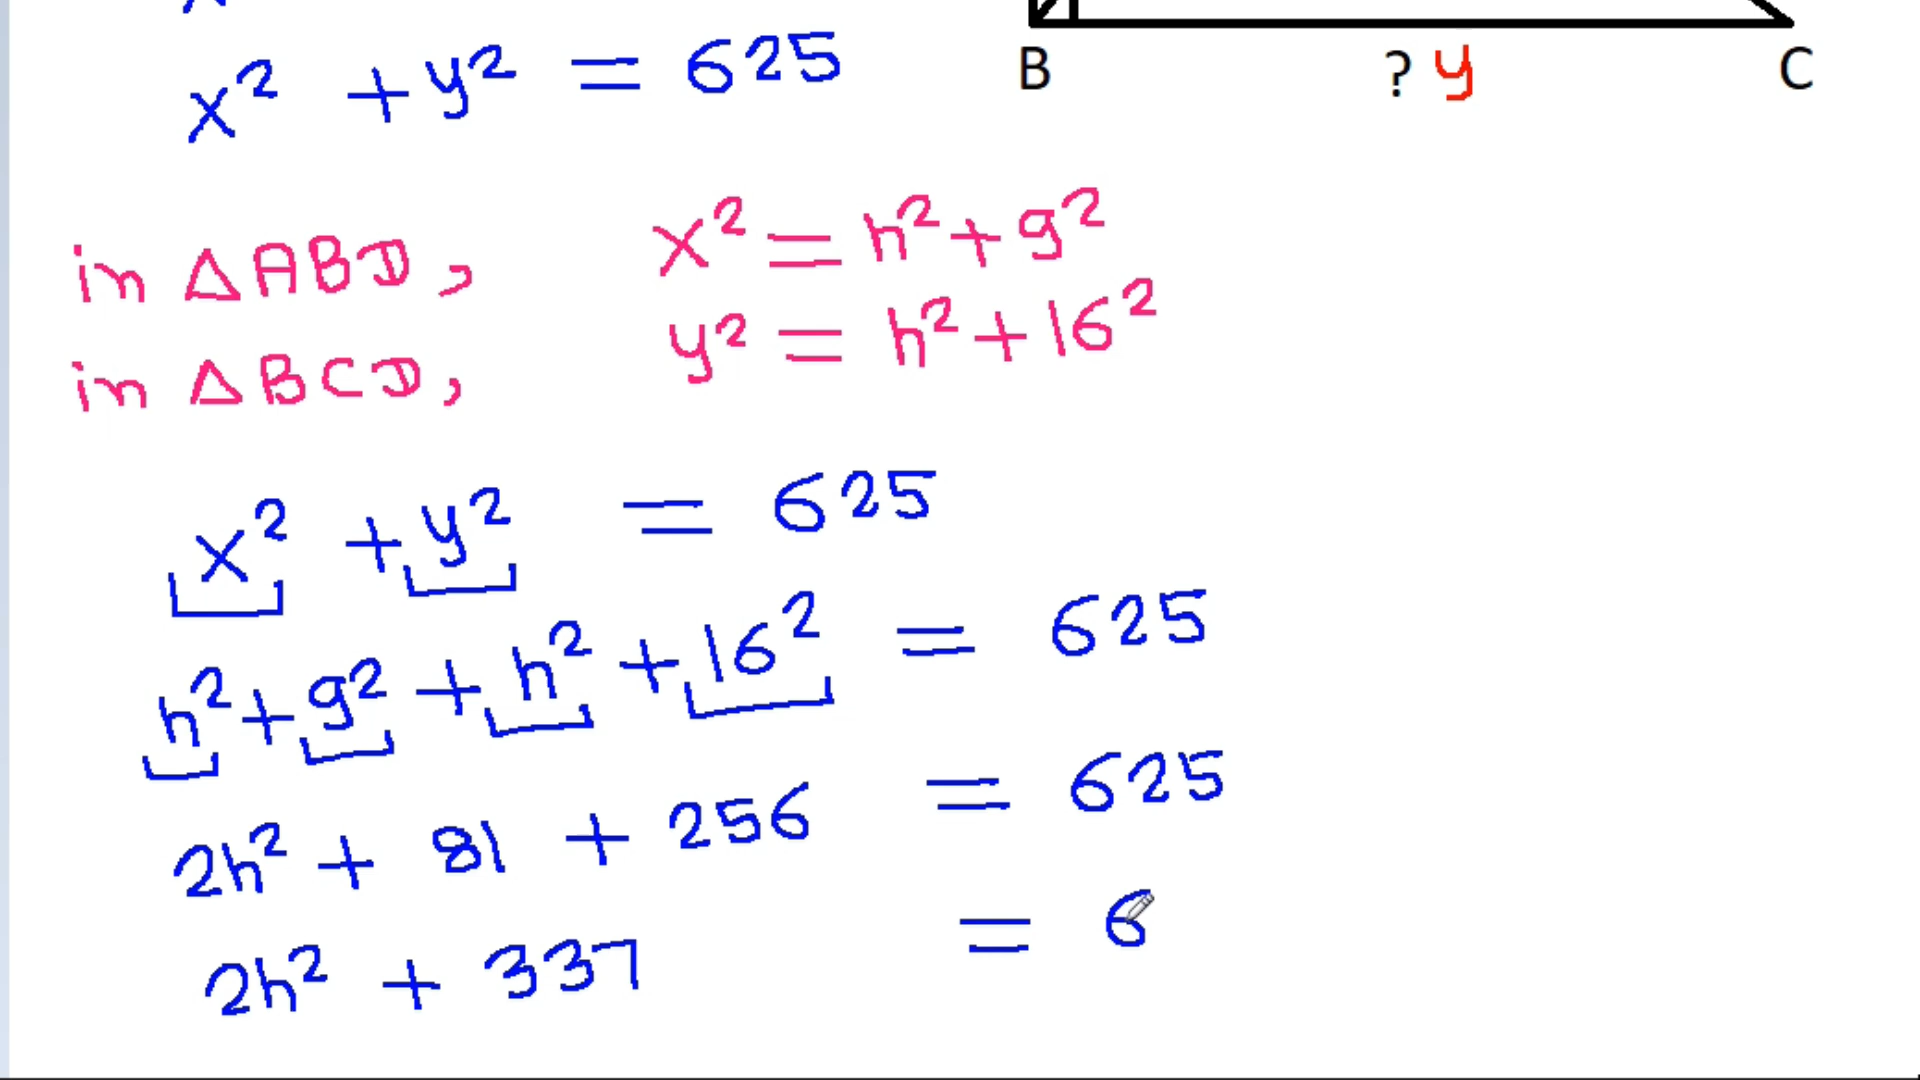 x² + y² = 625
B ? y C
in △ABD, x² = h² + 9²
in △BCD, y² = h² + 16²
x² + y² = 625
h² + 9² + h² + 16² = 625
2h² + 81 + 256 = 625
2h² + 337 = 6